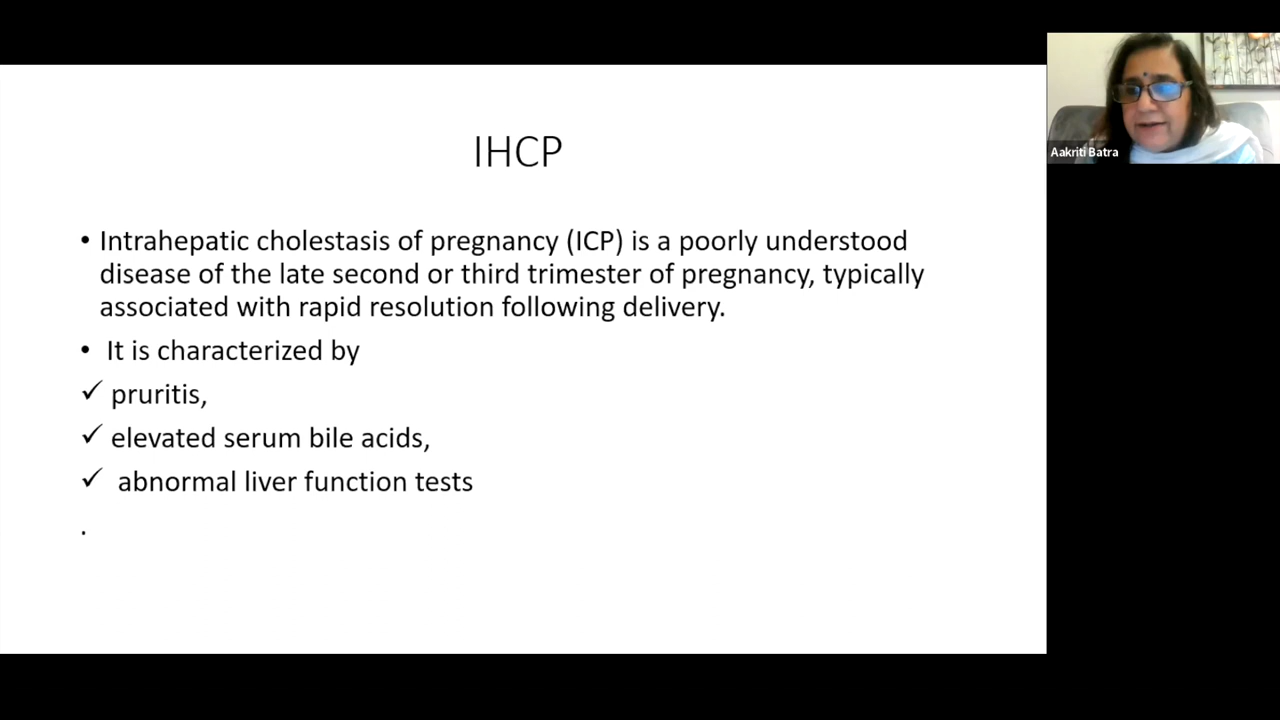 IHCP
• Intrahepatic cholestasis of pregnancy (ICP) is a poorly understood
disease of the late second or third trimester of pregnancy, typically
associated with rapid resolution following delivery.
• It is characterized by
✓ pruritis,
✓ elevated serum bile acids,
✓ abnormal liver function tests
.
Aakriti Batra